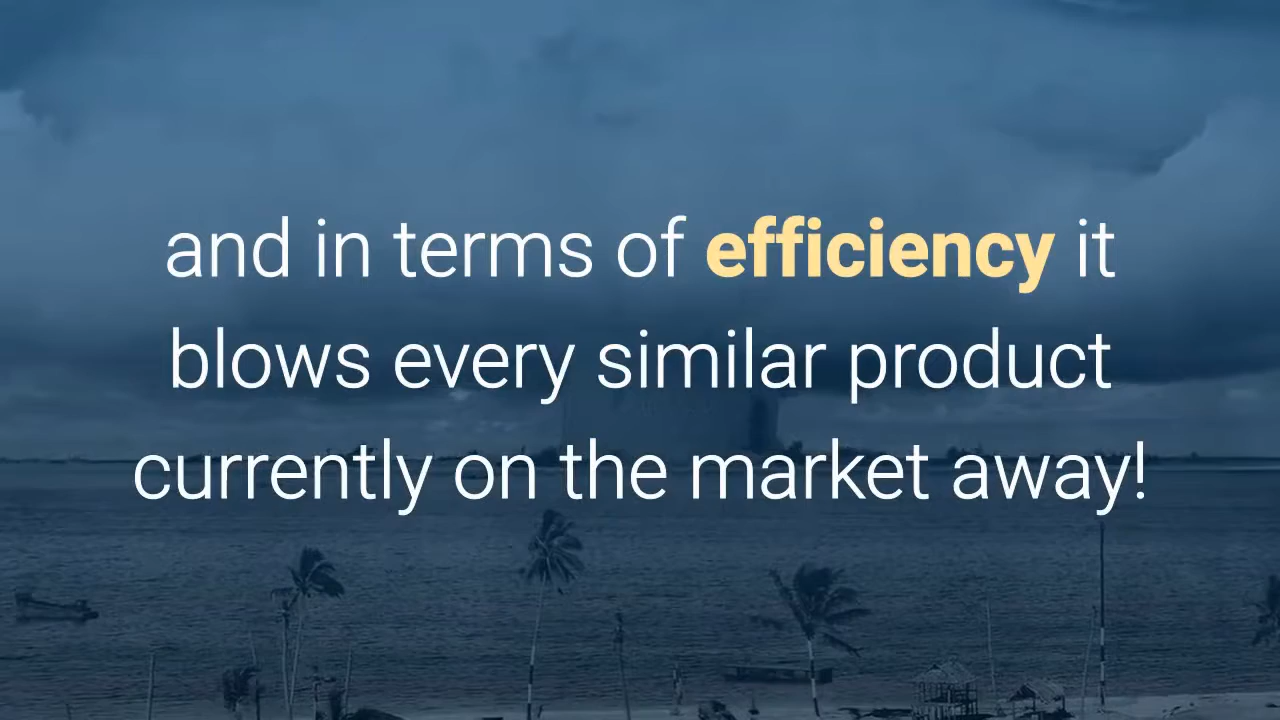 and in terms of efficiency it
blows every similar product
currently on the market away!